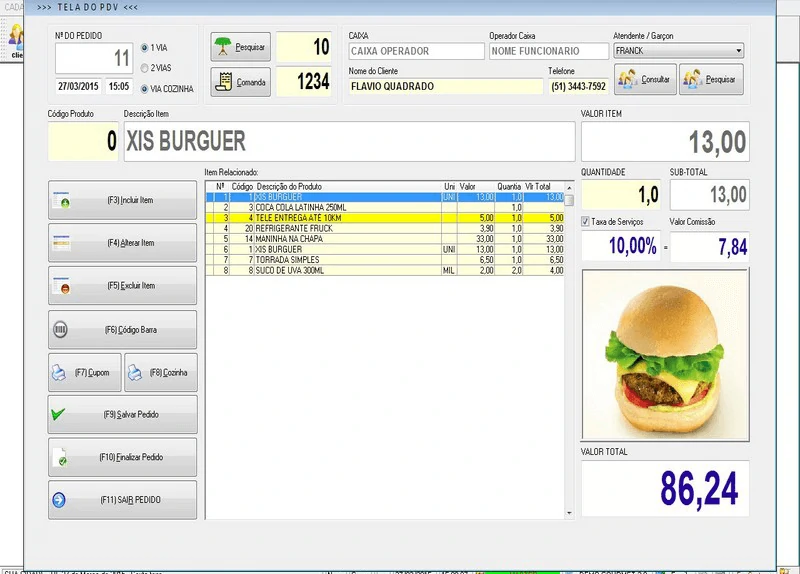 CADA
>>> TELA DO PDV <<<
clie
Nº DO PEDIDO
11
27/03/2015 15:05
1 VIA
2 VIAS
VIA COZINHA
Pesquisar 10
Comanda 1234
CAIXA Operador Caixa Atendente / Garçon
CAIXA OPERADOR NOME FUNCIONARIO FRANCK
Nome do Cliente Telefone
FLAVIO QUADRADO (51) 3443-7592 Consultar Pesquisar
Código Produto Descrição Item VALOR ITEM
0 XIS BURGUER 13,00
Item Relacionado:
Nº Código Descrição do Produto Uni Valor Quantia Vlr Total
1 1 XIS BURGUER UNI 13,00 1,0 13,00
2 3 COCA COLA LATINHA 250ML 1,0
3 4 TELE ENTREGA ATÉ 10KM 5,00 1,0 5,00
4 20 REFRIGERANTE FRUCK 3,90 1,0 3,90
5 14 MANINHA NA CHAPA 33,00 1,0 33,00
6 1 XIS BURGUER UNI 13,00 1,0 13,00
7 7 TORRADA SIMPLES 6,50 1,0 6,50
8 8 SUCO DE UVA 300ML MIL 2,00 2,0 4,00
(F3) Incluir Item
(F4) Alterar Item
(F5) Excluir Item
(F6) Código Barra
(F7) Cupom (F8) Cozinha
(F9) Salvar Pedido
(F10) Finalizar Pedido
(F11) SAIR PEDIDO
QUANTIDADE SUB-TOTAL
1,0 13,00
Taxa de Serviços Valor Comissão
10,00% = 7,84
VALOR TOTAL
86,24